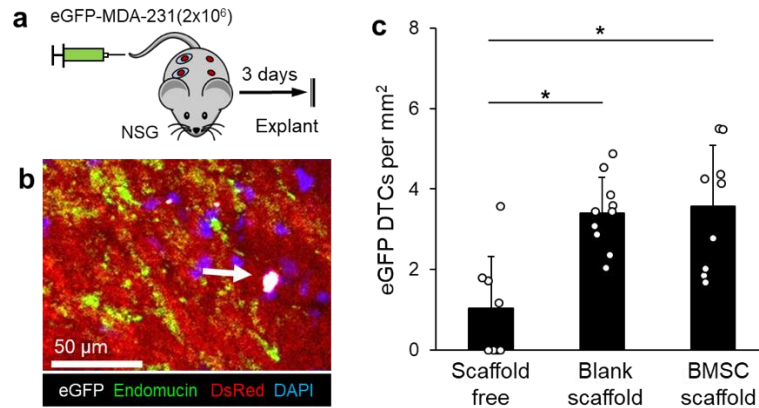 a
eGFP-MDA-231(2x10⁶)
3 days
NSG
Explant
b
50 µm
eGFP Endomucin DsRed DAPI
c
*
*
eGFP DTCs per mm²
8
6
4
2
0
Scaffold free
Blank scaffold
BMSC scaffold